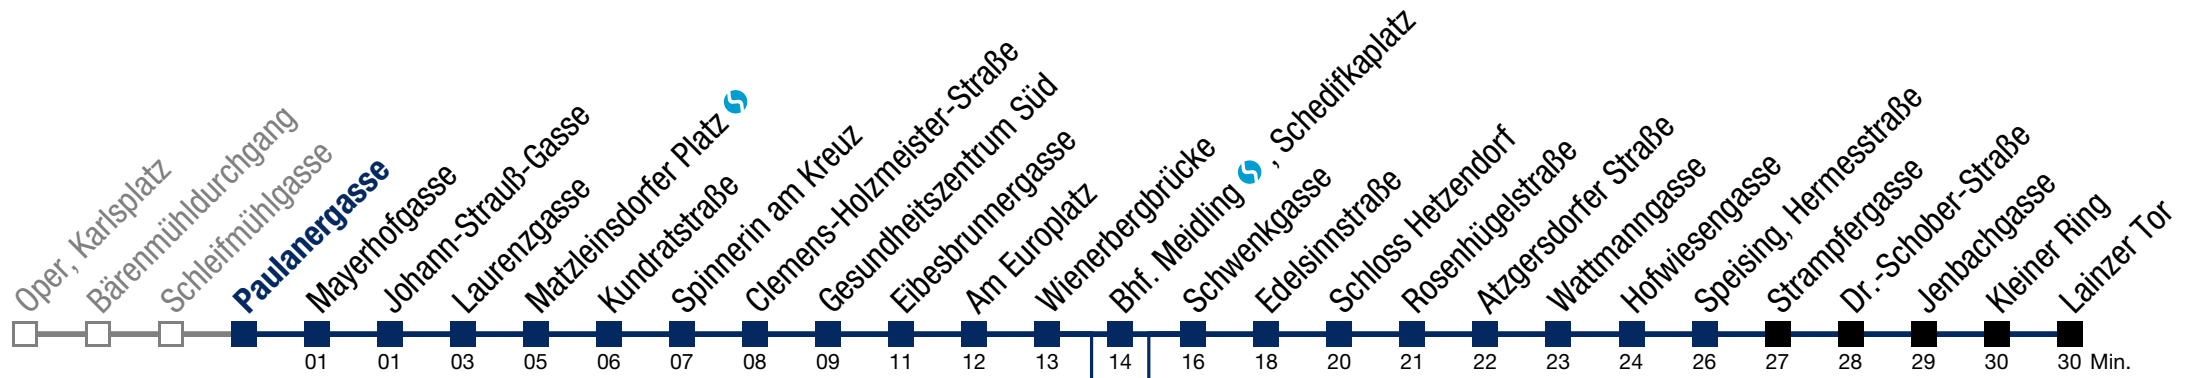 Oper, Karlsplatz
Bärenmühldurchgang
Schleifmühlgasse
Paulanergasse
Mayerhofgasse
Johann-Strauß-Gasse
Laurenzgasse
Matzleinsdorfer Platz
Kundratstraße
Spinnerin am Kreuz
Clemens-Holzmeister-Straße
Gesundheitszentrum Süd
Eibesbrunnergasse
Am Europlatz
Wienerbergbrücke
Bhf. Meidling , Schedifkaplatz
Schwenkgasse
Edelsinnstraße
Schloss Hetzendorf
Rosenhügelstraße
Atzgersdorfer Straße
Wattmanngasse
Hofwiesengasse
Speising, Hermesstraße
Strampfergasse
Dr.-Schober-Straße
Jenbachgasse
Kleiner Ring
Lainzer Tor
01 01 03 05 06 07 08 09 11 12 13 14 16 18 20 21 22 23 24 26 27 28 29 30 30 Min.